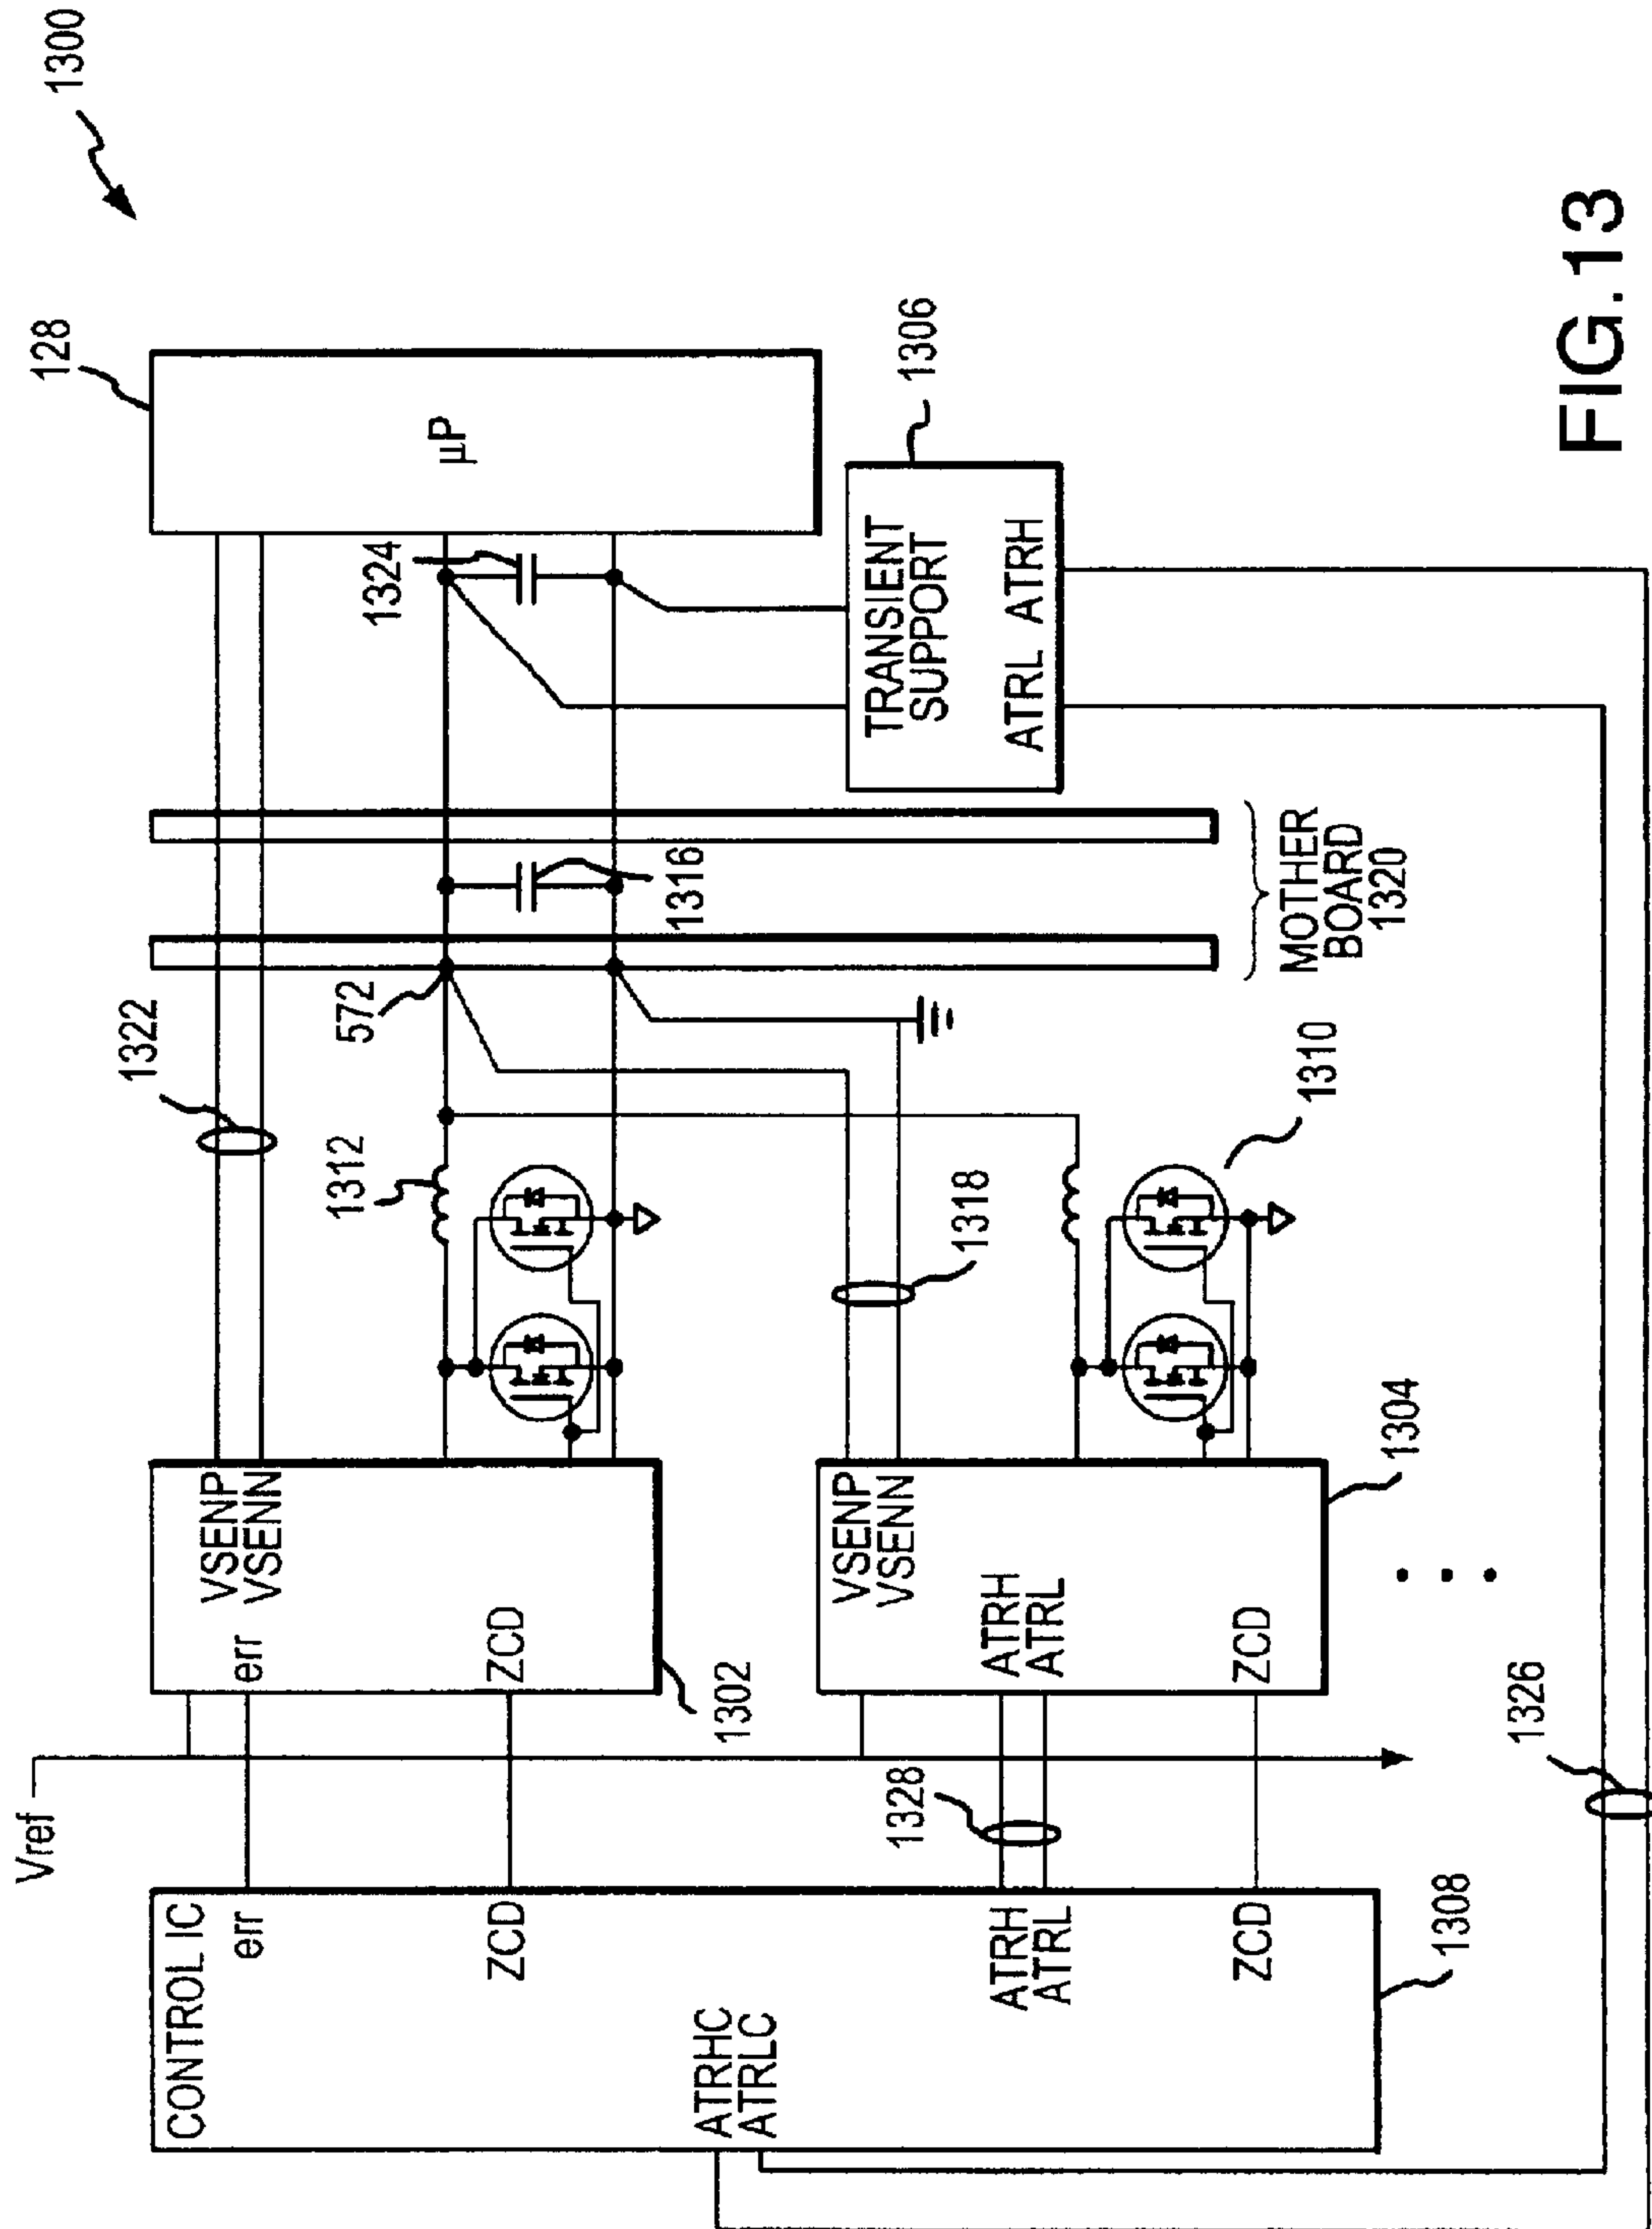 1300
128
μP
1324
1306
TRANSIENT
SUPPORT
ATRL ATRH
1322
572
1316
MOTHER
BOARD
1320
1312
1318
1310
VSENP
VSENN
err
ZCD
1302
VSENP
VSENN
ATRH
ATRL
ZCD
1304
Vref
1328
1326
CONTROL IC
err
ZCD
ATRHC
ATRLC
ATRH
ATRL
ZCD
1308
FIG.13